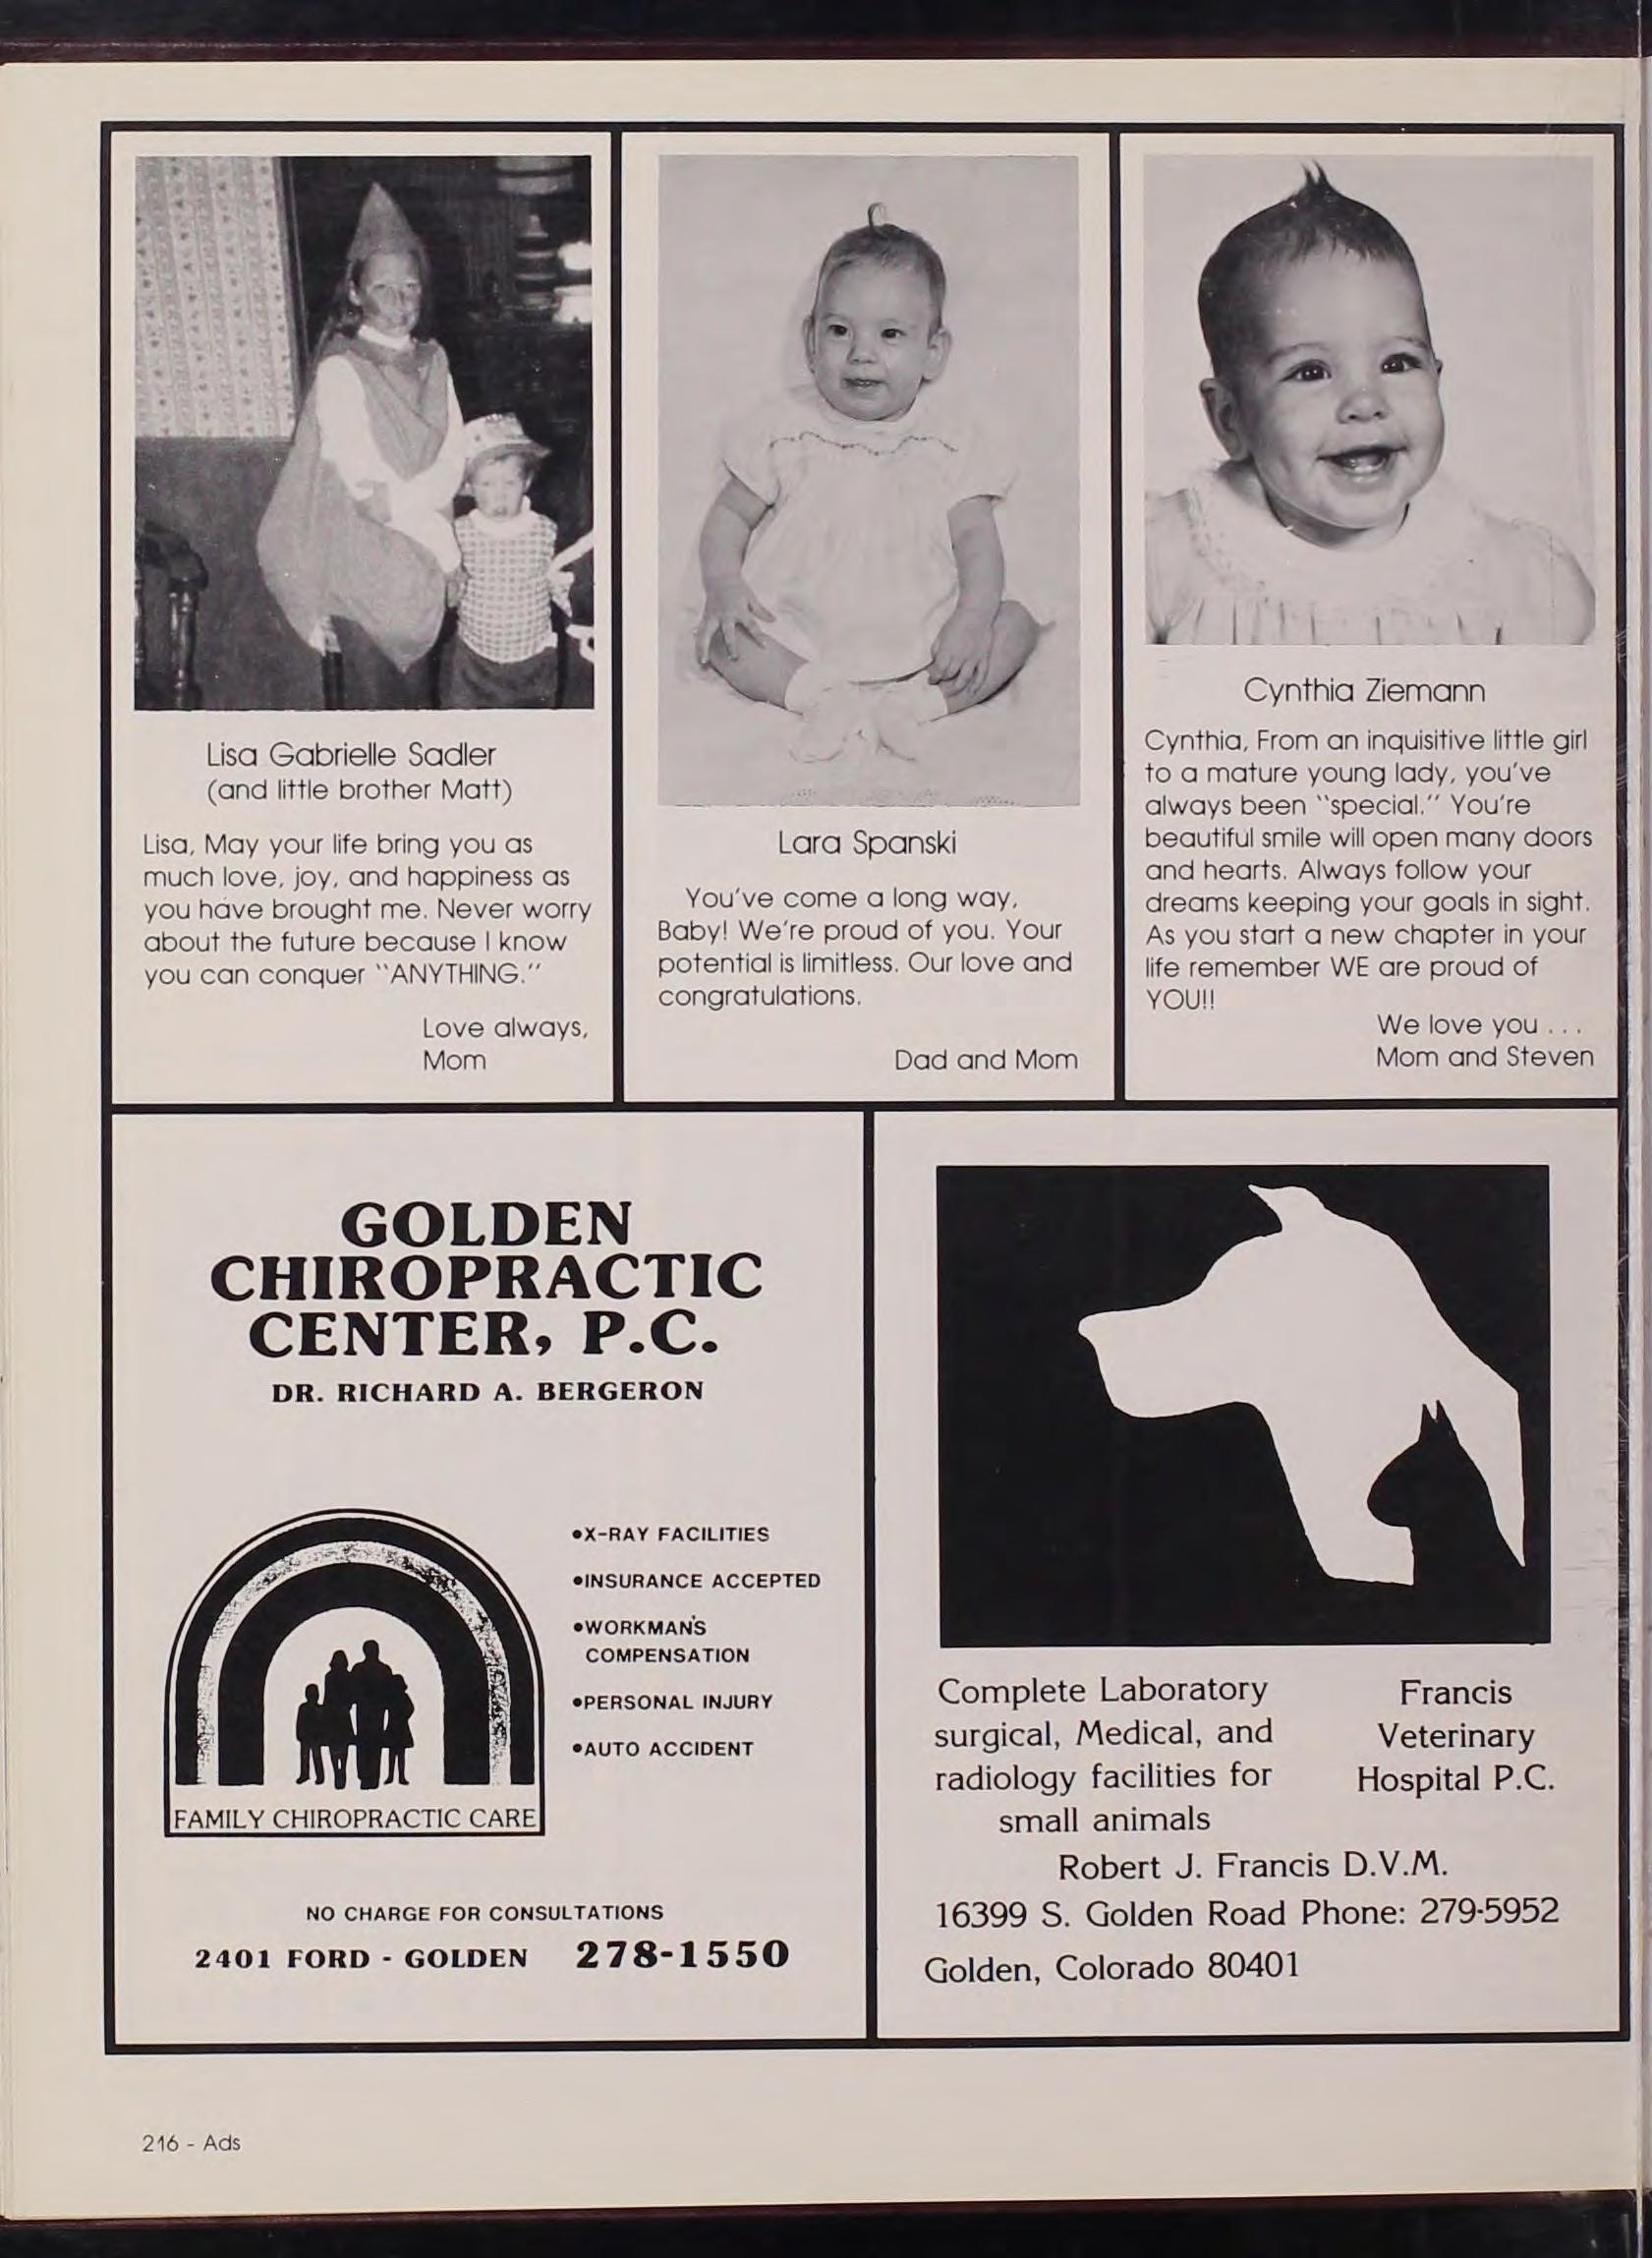 Lisa Gabrielle Sadler
(and little brother Matt)
Lisa, May your life bring you as
much love, joy, and happiness as
you have brought me. Never worry
about the future because I know
you can conquer "ANYTHING."
Love always,
Mom
Lara Spanski
You've come a long way,
Baby! We're proud of you. Your
potential is limitless. Our love and
congratulations.
Dad and Mom
Cynthia Ziemann
Cynthia, From an inquisitive little girl
to a mature young lady, you've
always been "special." You're
beautiful smile will open many doors
and hearts. Always follow your
dreams keeping your goals in sight.
As you start a new chapter in your
life remember WE are proud of
YOU!!
We love you . . .
Mom and Steven
GOLDEN
CHIROPRACTIC
CENTER, P.C.
DR. RICHARD A. BERGERON
•X-RAY FACILITIES
•INSURANCE ACCEPTED
•WORKMAN'S
COMPENSATION
•PERSONAL INJURY
•AUTO ACCIDENT
FAMILY CHIROPRACTIC CARE
NO CHARGE FOR CONSULTATIONS
2401 FORD - GOLDEN 278-1550
Complete Laboratory
surgical, Medical, and
radiology facilities for
small animals
Francis
Veterinary
Hospital P.C.
Robert J. Francis D.V.M.
16399 S. Golden Road Phone: 279-5952
Golden, Colorado 80401
216 - Ads